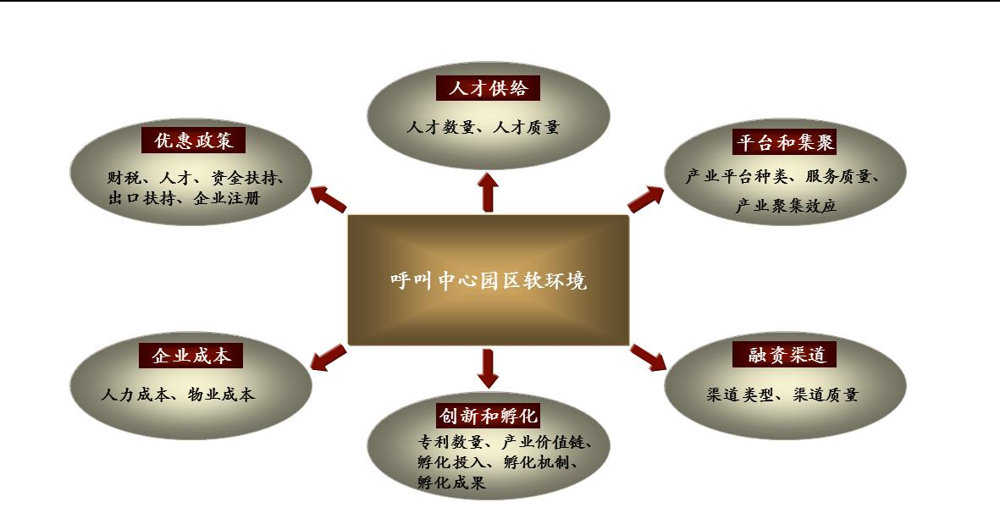 人才供给
人才数量、人才质量
优惠政策
财税、人才、资金扶持、
出口扶持、企业注册
平台和集聚
产业平台种类、服务质量、
产业聚集效应
呼叫中心园区软环境
企业成本
人力成本、物业成本
融资渠道
渠道类型、渠道质量
创新和孵化
专利数量、产业价值链、
孵化投入、孵化机制、
孵化成果